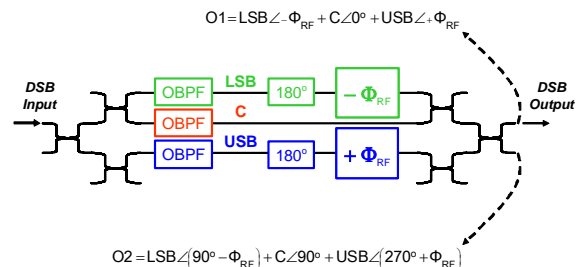 O1=LSB∠-Φ_RF+C∠0°+USB∠+Φ_RF
DSB
Input
LSB
OBPF
180°
− Φ_RF
DSB
Output
C
OBPF
USB
OBPF
180°
+ Φ_RF
O2=LSB∠(90°-Φ_RF)+C∠90°+USB∠(270°+Φ_RF)